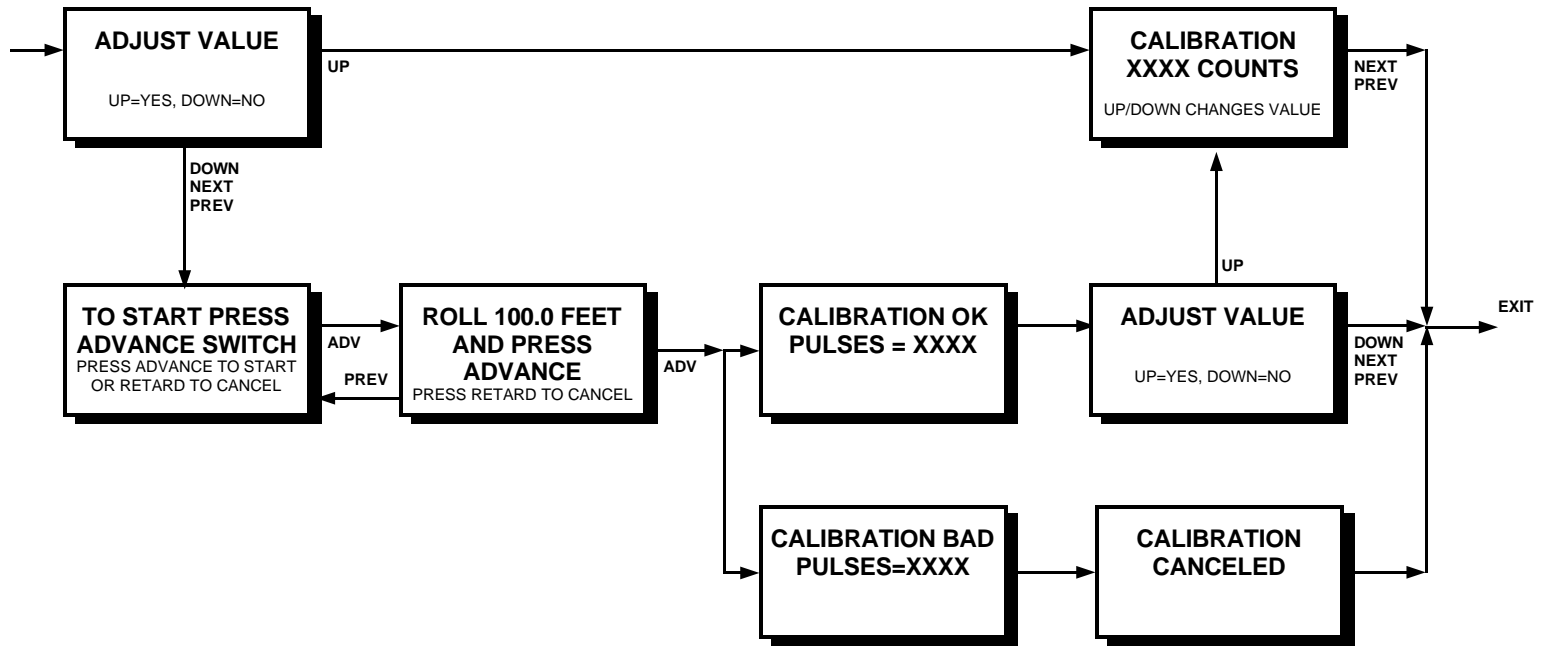 ADJUST VALUE
UP=YES, DOWN=NO
UP
CALIBRATION
XXXX COUNTS
UP/DOWN CHANGES VALUE
NEXT
PREV
DOWN
NEXT
PREV
TO START PRESS
ADVANCE SWITCH
PRESS ADVANCE TO START
OR RETARD TO CANCEL
ADV
PREV
ROLL 100.0 FEET
AND PRESS
ADVANCE
PRESS RETARD TO CANCEL
ADV
CALIBRATION OK
PULSES = XXXX
UP
ADJUST VALUE
UP=YES, DOWN=NO
DOWN
NEXT
PREV
EXIT
CALIBRATION BAD
PULSES=XXXX
CALIBRATION
CANCELED